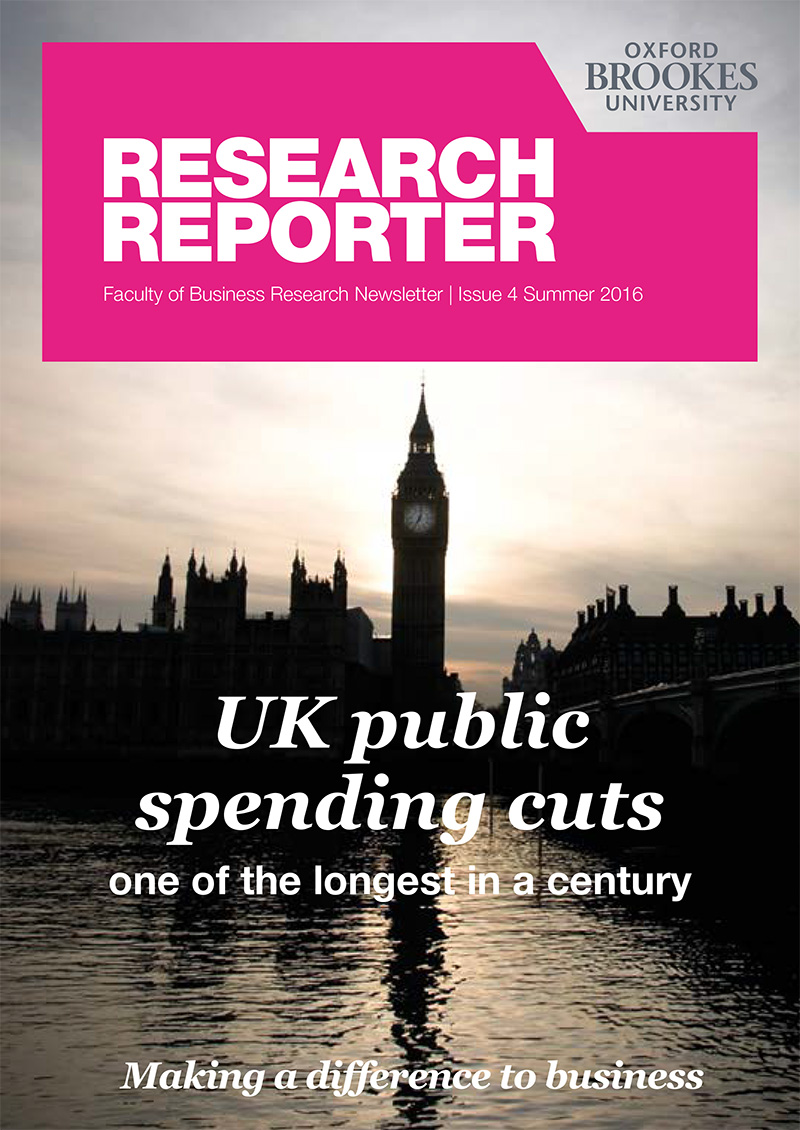 OXFORD
BROOKES
UNIVERSITY
RESEARCH
REPORTER
Faculty of Business Research Newsletter | Issue 4 Summer 2016
UK public
spending cuts
one of the longest in a century
Making a difference to business